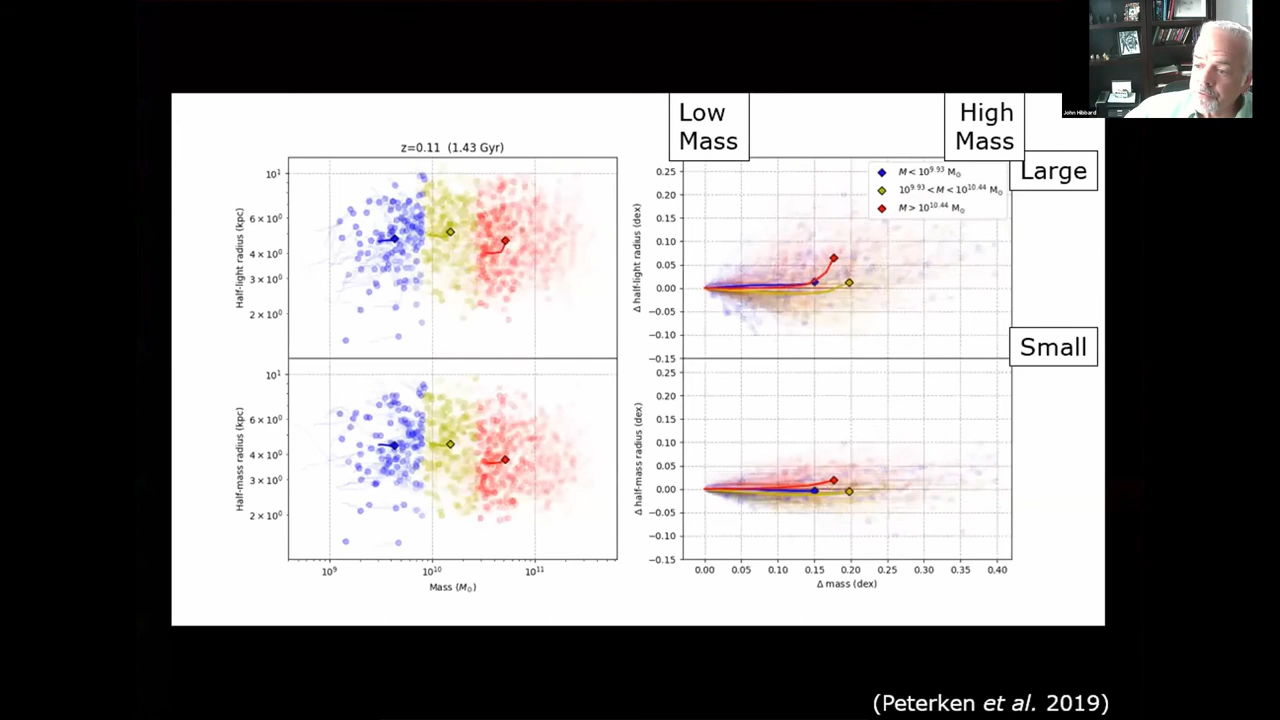 John Hibbard
Low
Mass
High
Mass
Large
Small
z=0.11 (1.43 Gyr)
Half-light radius (kpc)
10¹
6 × 10⁰
4 × 10⁰
3 × 10⁰
2 × 10⁰
Half-mass radius (kpc)
10¹
6 × 10⁰
4 × 10⁰
3 × 10⁰
2 × 10⁰
10⁹
10¹⁰
10¹¹
Mass (M⊙)
M < 10^9.93 M⊙
10^9.93 < M < 10^10.44 M⊙
M > 10^10.44 M⊙
Δ half-light radius (dex)
0.25
0.20
0.15
0.10
0.05
0.00
−0.05
−0.10
−0.15
Δ half-mass radius (dex)
0.25
0.20
0.15
0.10
0.05
0.00
−0.05
−0.10
−0.15
0.00 0.05 0.10 0.15 0.20 0.25 0.30 0.35 0.40
Δ mass (dex)
(Peterken et al. 2019)